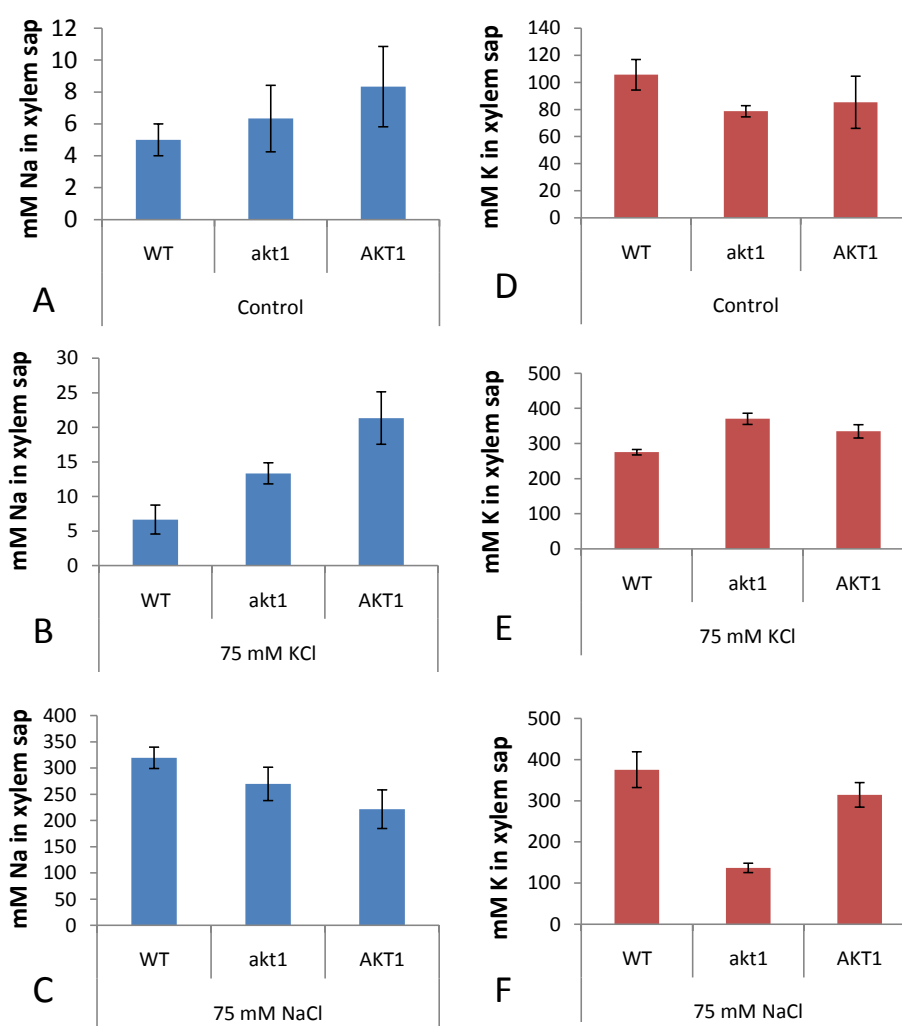 mM Na in xylem sap
12
10
8
6
4
2
0
WT akt1 AKT1
Control
A
mM K in xylem sap
140
120
100
80
60
40
20
0
WT akt1 AKT1
Control
D
mM Na in xylem sap
30
25
20
15
10
5
0
WT akt1 AKT1
75 mM KCl
B
mM K in xylem sap
500
400
300
200
100
0
WT akt1 AKT1
75 mM KCl
E
mM Na in xylem sap
400
350
300
250
200
150
100
50
0
WT akt1 AKT1
75 mM NaCl
C
mM K in xylem sap
500
400
300
200
100
0
WT akt1 AKT1
75 mM NaCl
F